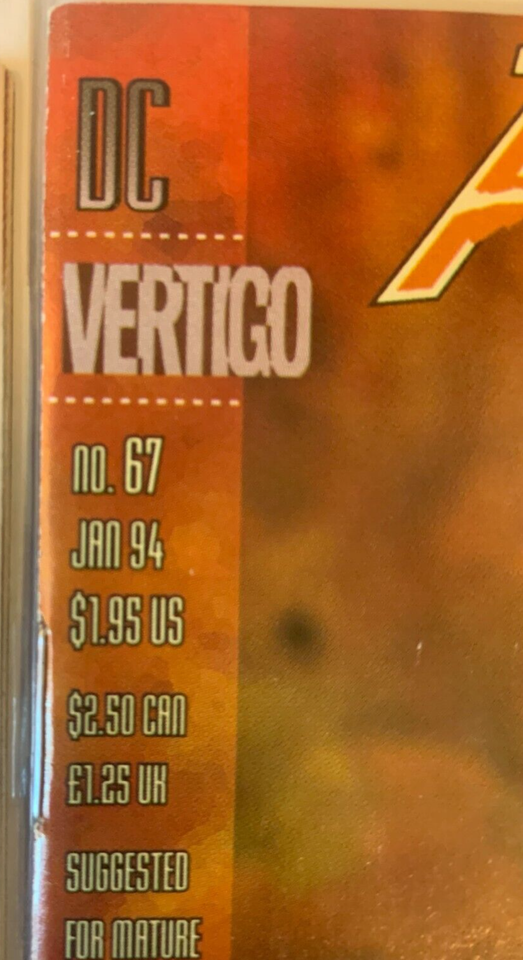 DC
VERTIGO
no. 67
JAN 94
$1.95 US
$2.50 CAN
£1.25 UK
SUGGESTED
FOR MATURE